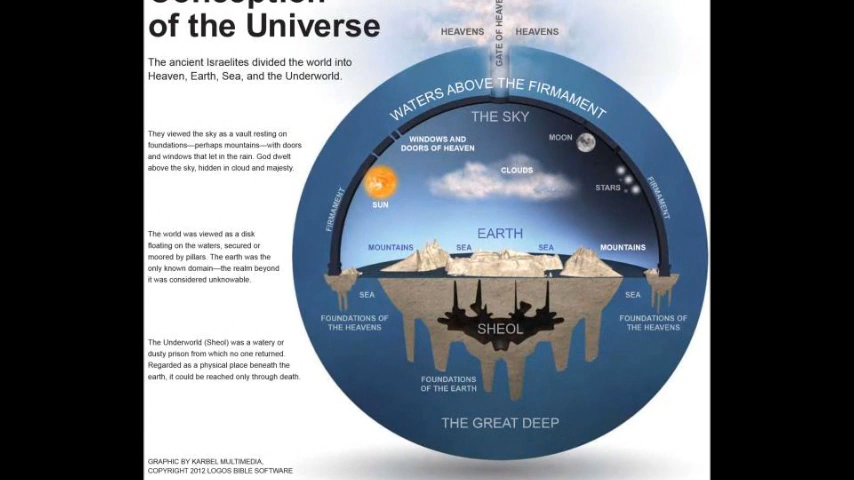 Conception
of the Universe
The ancient Israelites divided the world into
Heaven, Earth, Sea, and the Underworld.
They viewed the sky as a vault resting on
foundations—perhaps mountains—with doors
and windows that let in the rain. God dwelt
above the sky, hidden in cloud and majesty.
The world was viewed as a disk
floating on the waters, secured or
moored by pillars. The earth was the
only known domain—the realm beyond
it was considered unknowable.
The Underworld (Sheol) was a watery or
dusty prison from which no one returned.
Regarded as a physical place beneath the
earth, it could be reached only through death.
GRAPHIC BY KARBEL MULTIMEDIA,
COPYRIGHT 2012 LOGOS BIBLE SOFTWARE
HEAVENS
GATE OF HEAVE
HEAVENS
WATERS ABOVE THE FIRMAMENT
THE SKY
WINDOWS AND
DOORS OF HEAVEN
MOON
CLOUDS
STARS
SUN
FIRMAMENT
FIRMAMENT
EARTH
MOUNTAINS
SEA
SEA
MOUNTAINS
SEA
SEA
FOUNDATIONS OF
THE HEAVENS
SHEOL
FOUNDATIONS OF
THE HEAVENS
FOUNDATIONS
OF THE EARTH
THE GREAT DEEP